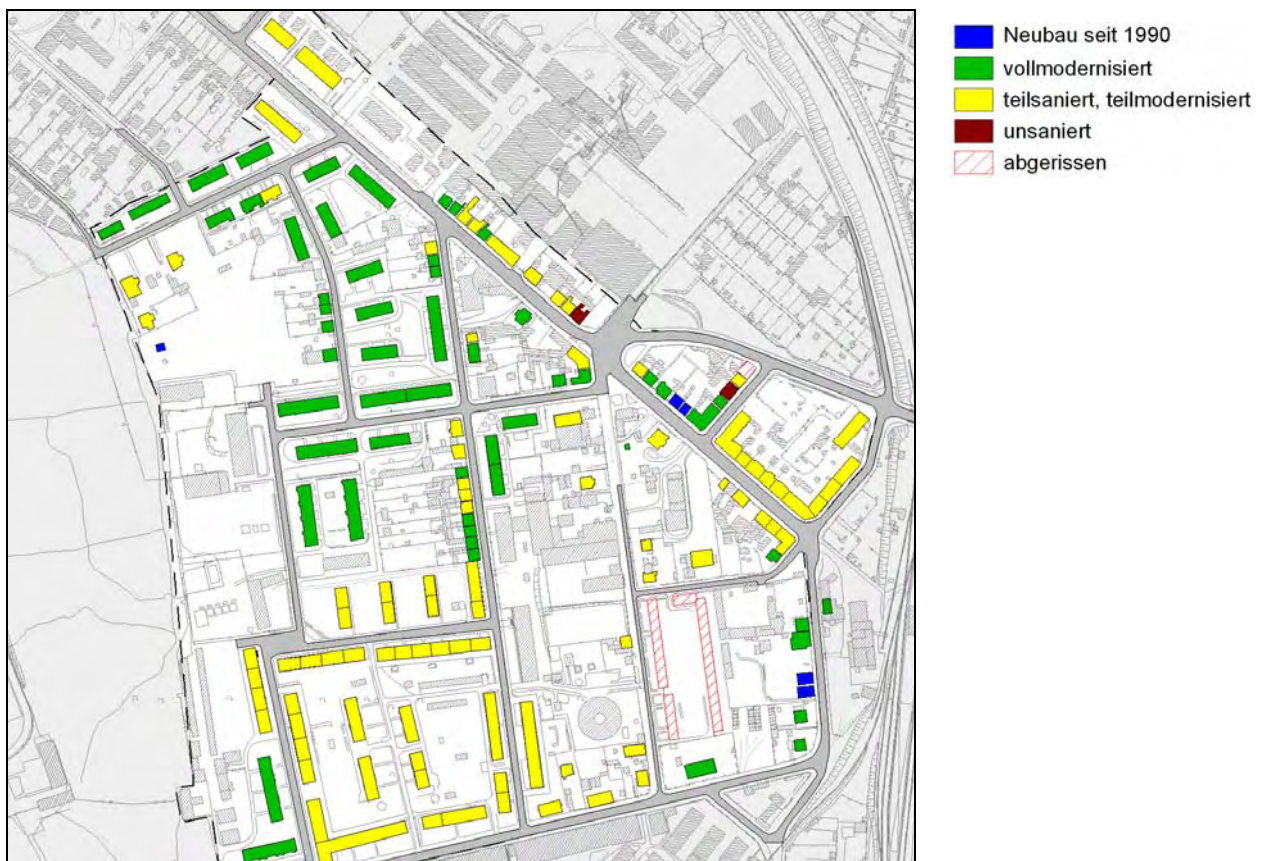 Neubau seit 1990
vollmodernisiert
teilsaniert, teilmodernisiert
unsaniert
abgerissen